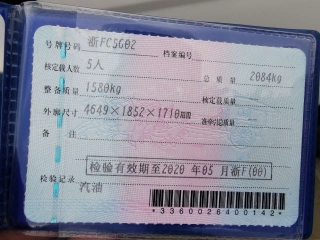 号牌号码 浙FC5G02 档案编号
核定载人数 5人 总质量 2084kg
整备质量 1580kg 核定载质量
外廓尺寸 4649×1852×1710mm 准牵引总质量
备注
检验有效期至2020年05月浙F(00)
检验记录
汽油
*3360026400142*